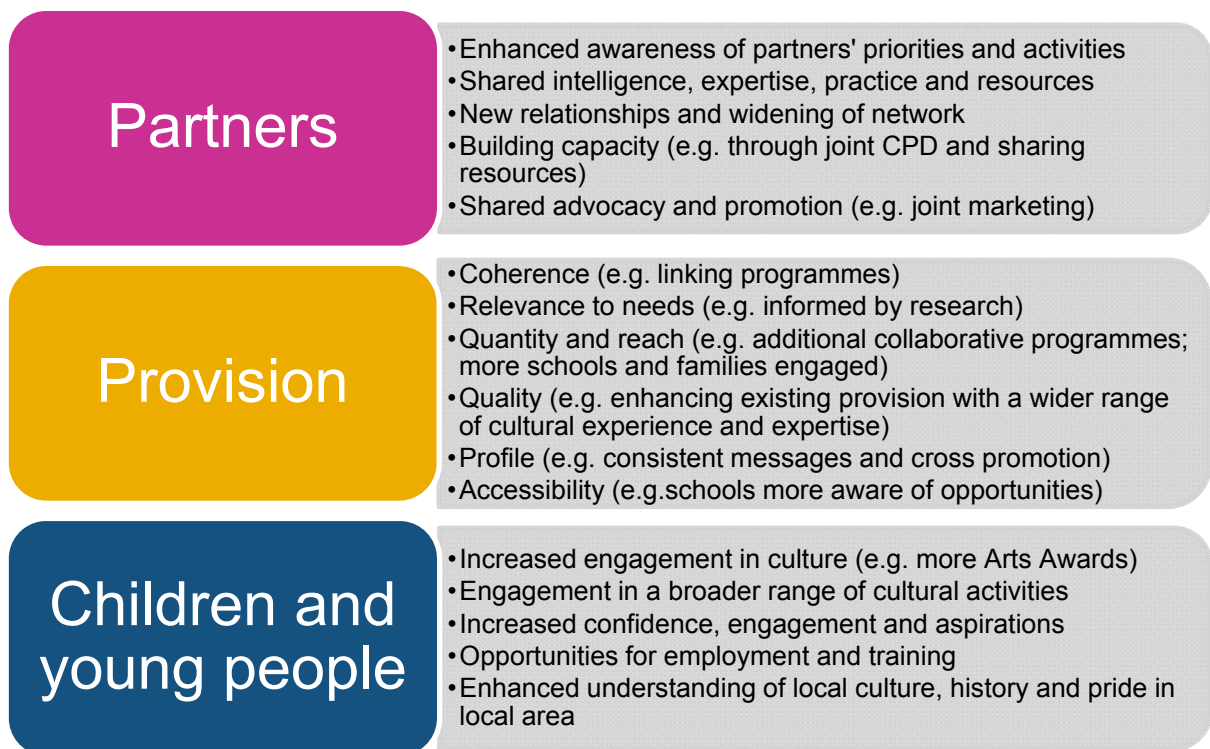 Partners
•Enhanced awareness of partners' priorities and activities
•Shared intelligence, expertise, practice and resources
•New relationships and widening of network
•Building capacity (e.g. through joint CPD and sharing
resources)
•Shared advocacy and promotion (e.g. joint marketing)
Provision
•Coherence (e.g. linking programmes)
•Relevance to needs (e.g. informed by research)
•Quantity and reach (e.g. additional collaborative programmes;
more schools and families engaged)
•Quality (e.g. enhancing existing provision with a wider range
of cultural experience and expertise)
•Profile (e.g. consistent messages and cross promotion)
•Accessibility (e.g.schools more aware of opportunities)
Children and
young people
•Increased engagement in culture (e.g. more Arts Awards)
•Engagement in a broader range of cultural activities
•Increased confidence, engagement and aspirations
•Opportunities for employment and training
•Enhanced understanding of local culture, history and pride in
local area